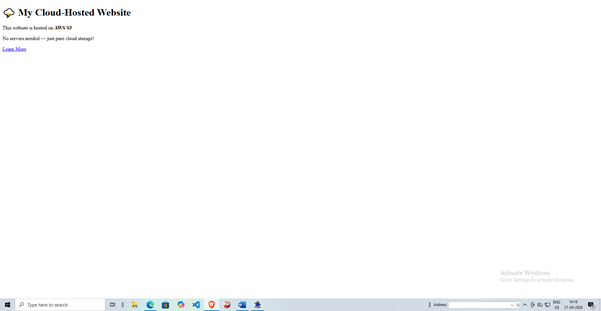 My Cloud-Hosted Website
This website is hosted on AWS S3
No servers needed — just pure cloud storage!
Learn More
Activate Windows
Go to Settings to activate Windows.
Type here to search
Address
ENG
US
14:16
21-04-2026